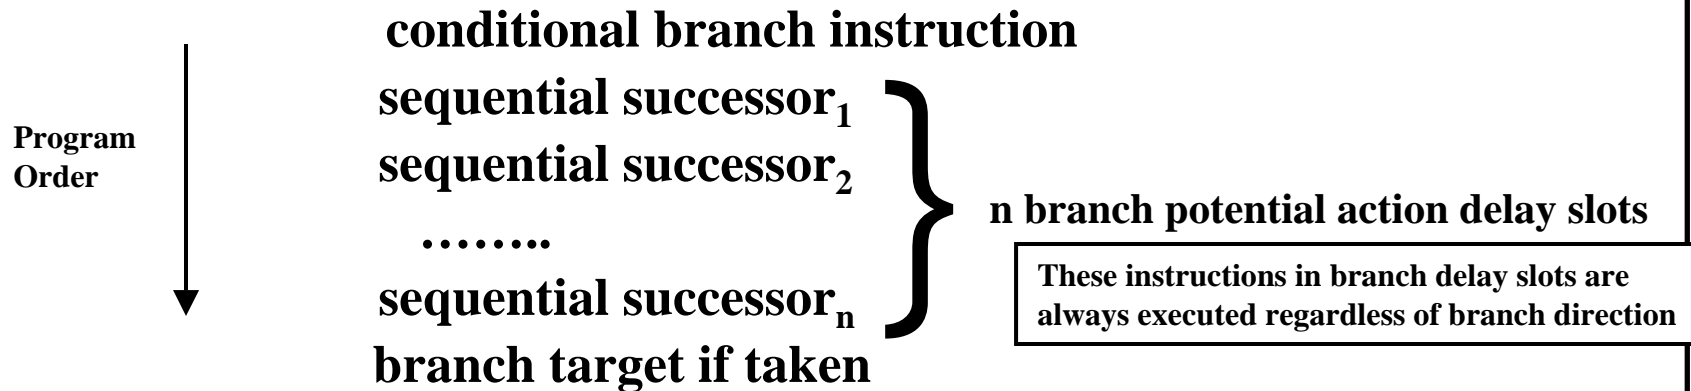 conditional branch instruction
sequential successor1
Program
Order
sequential successor2
n branch potential action delay slots
........
These instructions in branch delay slots are
always executed regardless of branch direction
sequential successorn
branch target if taken